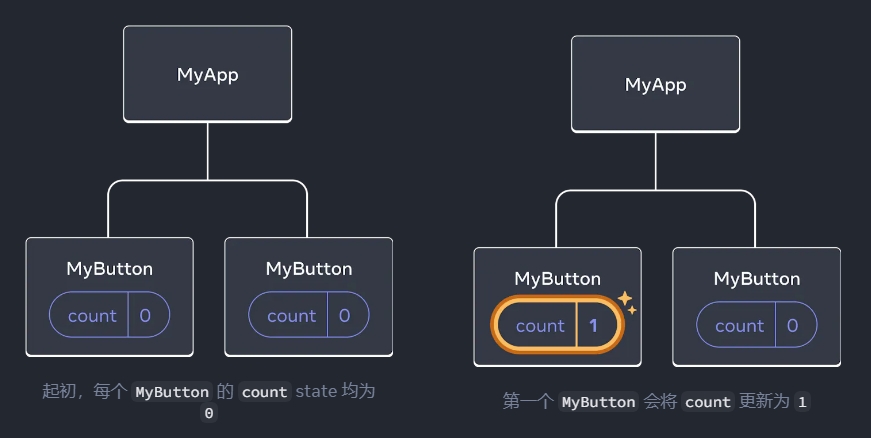 MyApp
MyButton
count 0
MyButton
count 0
起初，每个 MyButton 的 count state 均为
0
MyApp
MyButton
count 1
MyButton
count 0
第一个 MyButton 会将 count 更新为 1